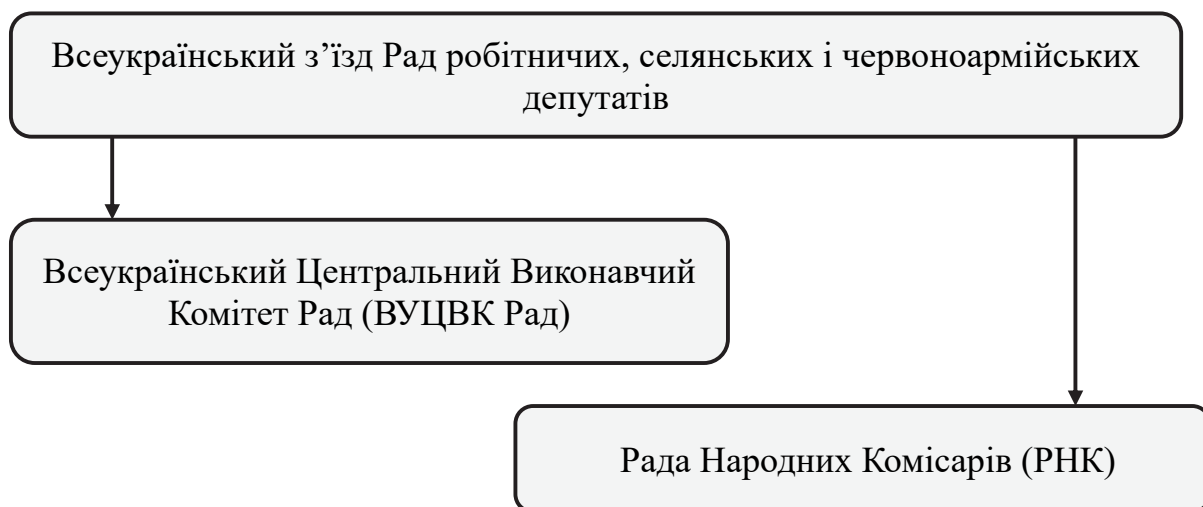 Всеукраїнський з’їзд Рад робітничих, селянських і червоноармійських
депутатів
Всеукраїнський Центральний Виконавчий
Комітет Рад (ВУЦВК Рад)
Рада Народних Комісарів (РНК)